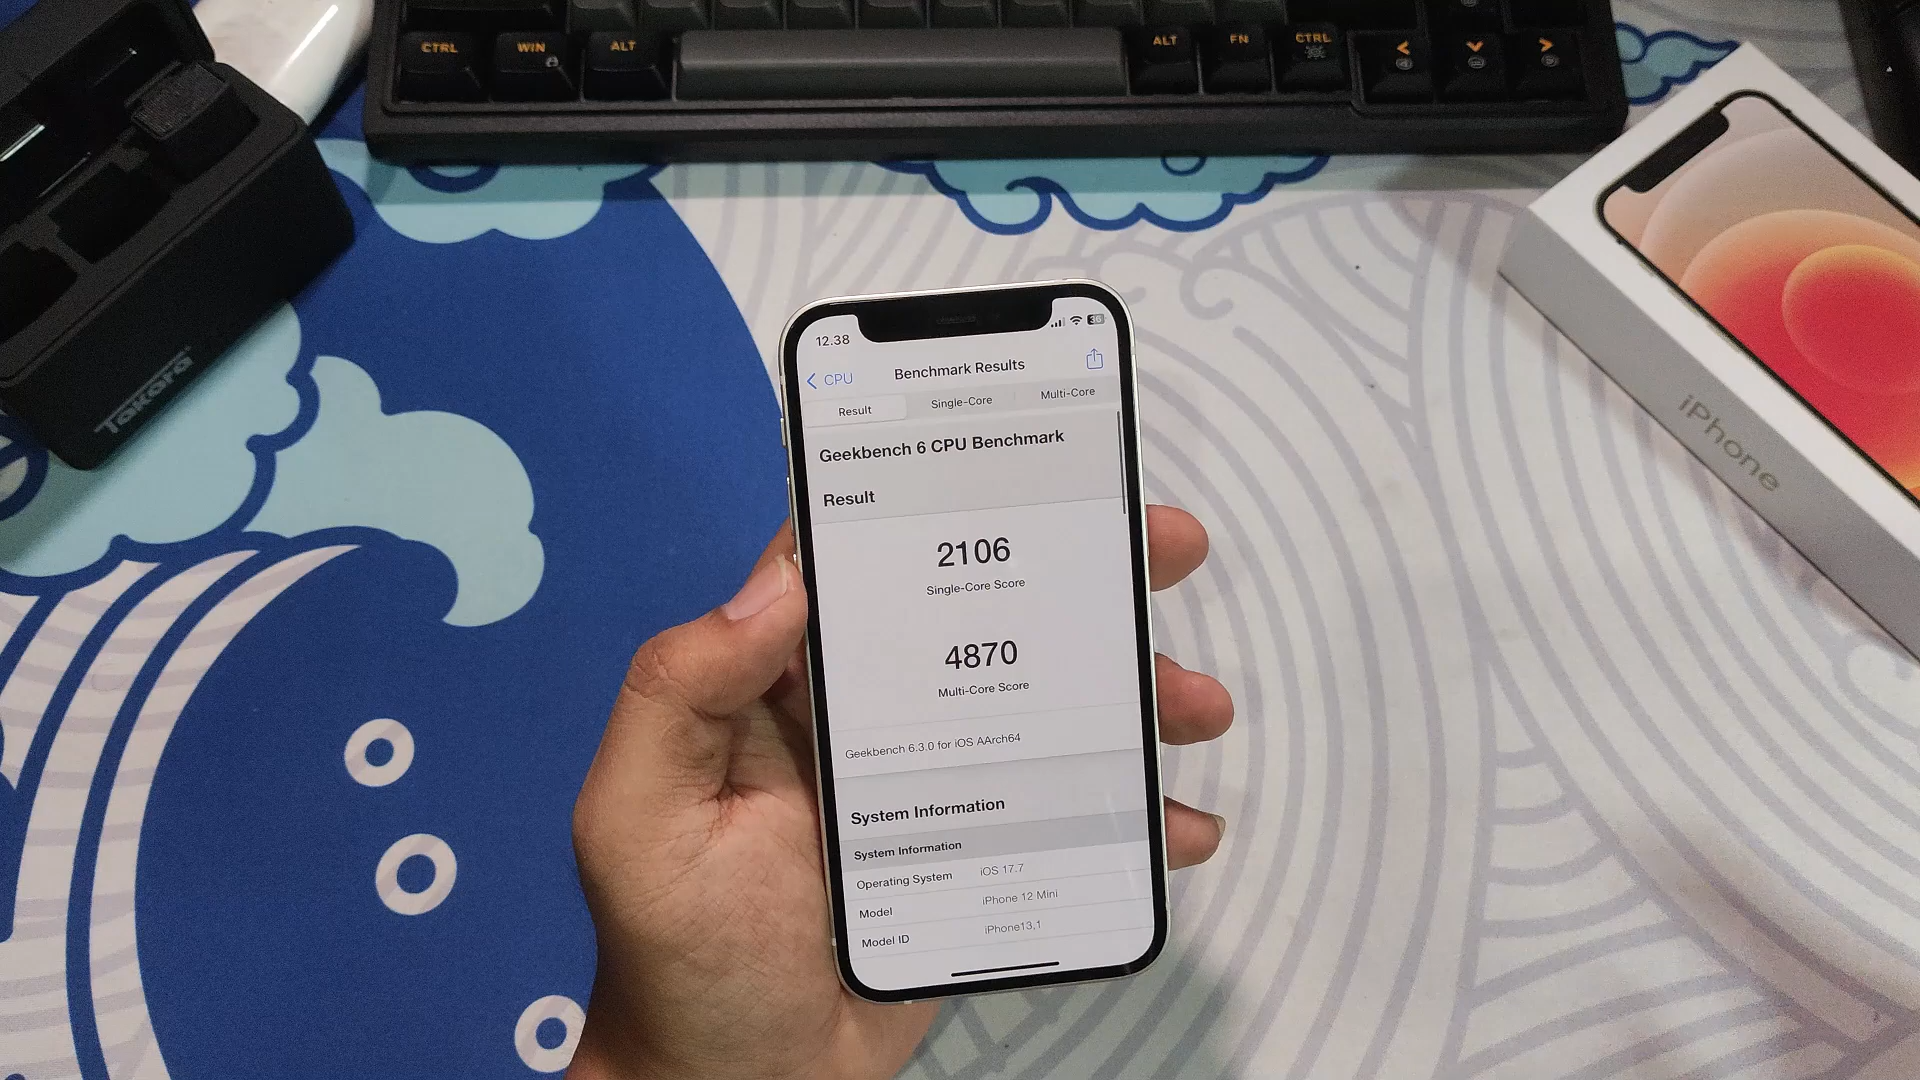 CTRL
WIN
ALT
ALT
FN
CTRL
Takara
iPhone
12.38
36
CPU
Benchmark Results
Result
Single-Core
Multi-Core
Geekbench 6 CPU Benchmark
Result
2106
Single-Core Score
4870
Multi-Core Score
Geekbench 6.3.0 for iOS AArch64
System Information
System Information
Operating System iOS 17.7
Model iPhone 12 Mini
Model ID iPhone13,1